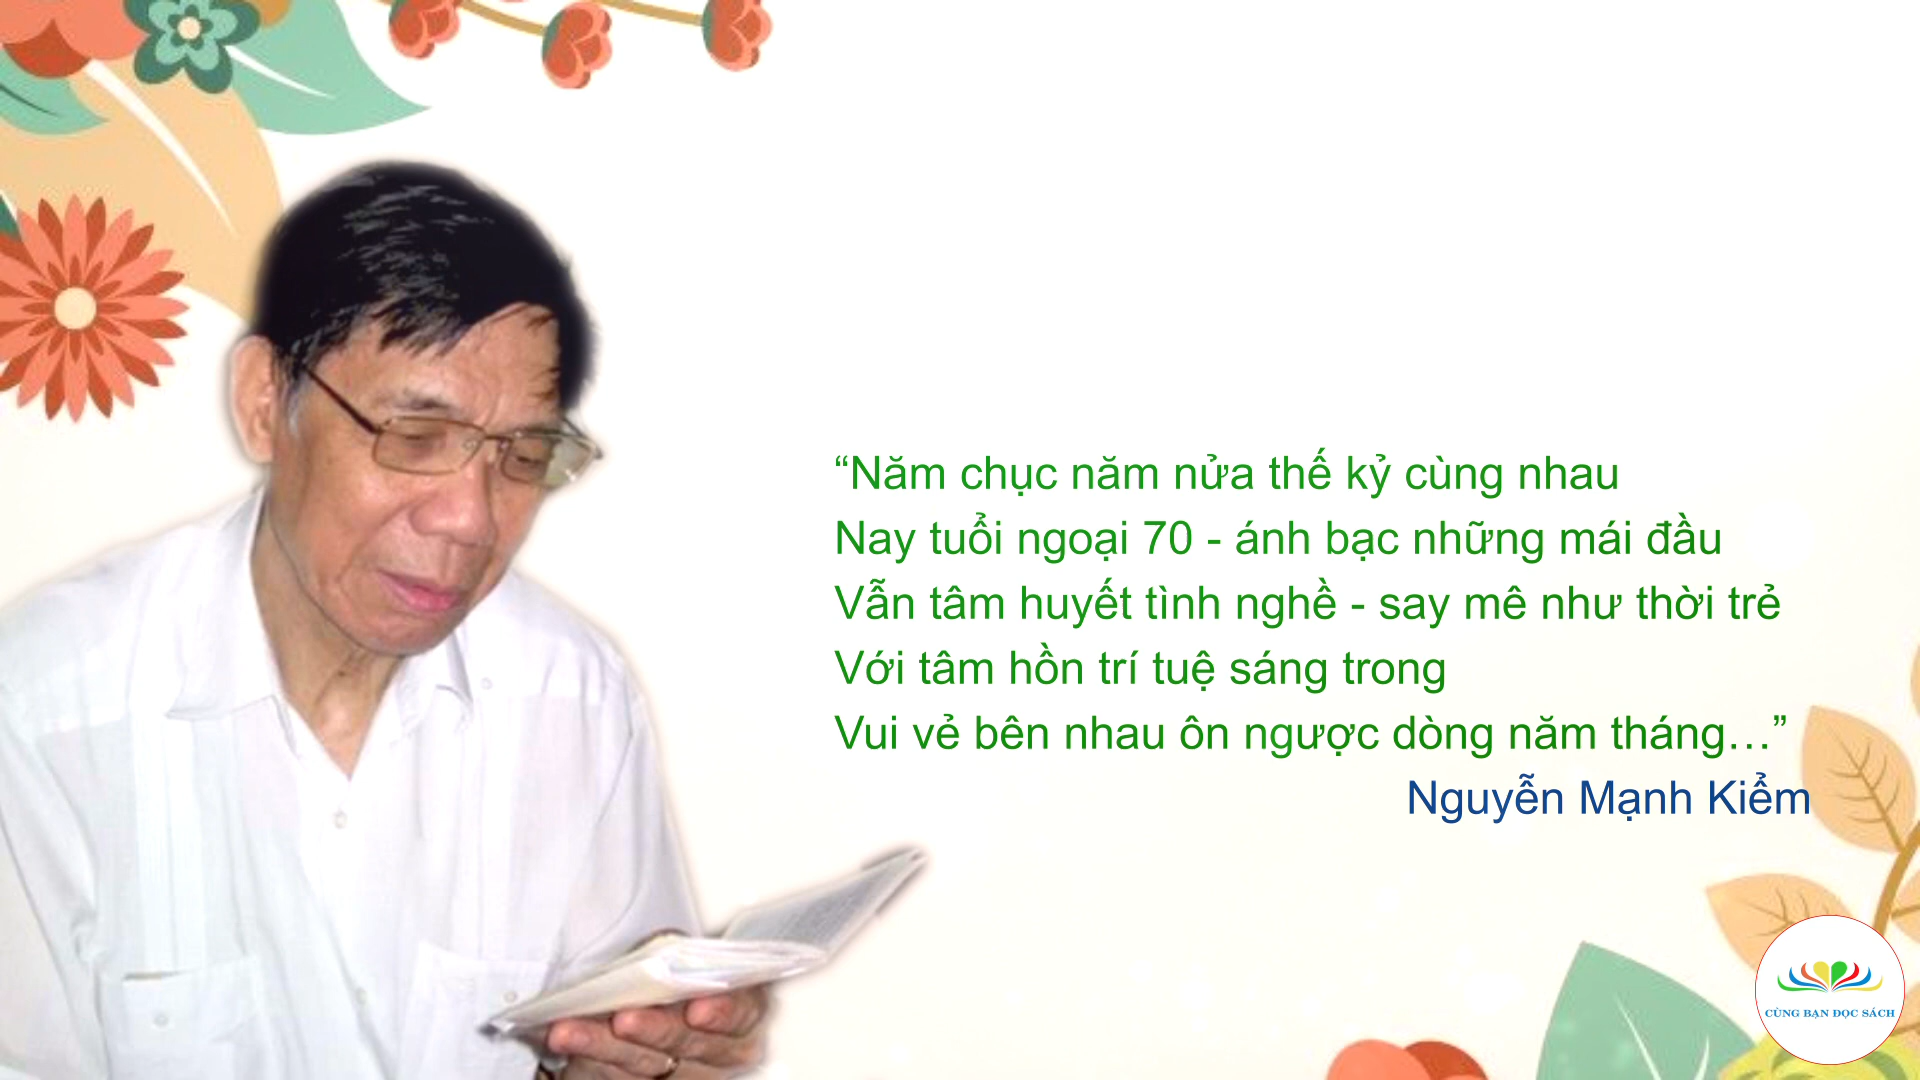 “Năm chục năm nửa thế kỷ cùng nhau
Nay tuổi ngoại 70 - ánh bạc những mái đầu
Vẫn tâm huyết tình nghề - say mê như thời trẻ
Với tâm hồn trí tuệ sáng trong
Vui vẻ bên nhau ôn ngược dòng năm tháng…”
Nguyễn Mạnh Kiểm
CÙNG BẠN ĐỌC SÁCH